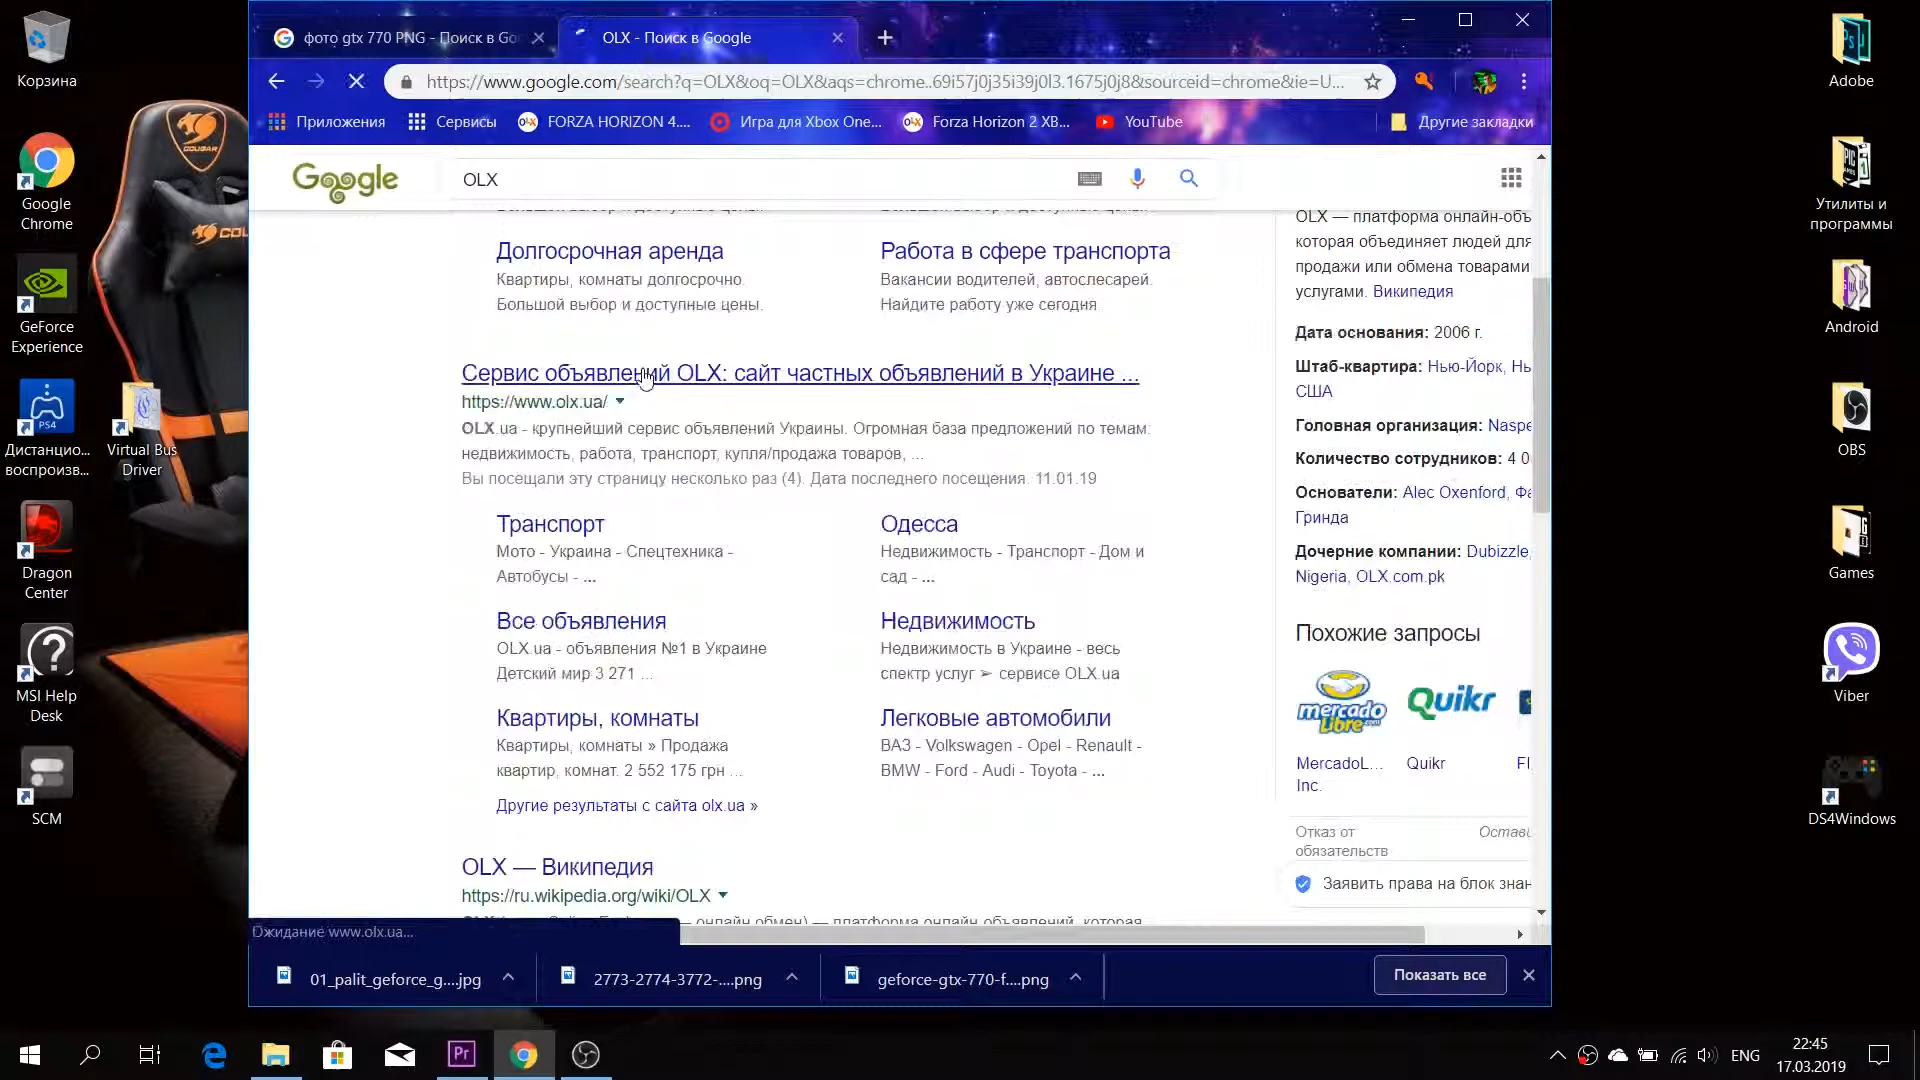 Корзина
Google
Chrome
GeForce
Experience
Дистанцио...
воспроизв...
Virtual Bus
Driver
Dragon
Center
MSI Help
Desk
SCM
COUGAR
фото gtx 770 PNG - Поиск в Go
OLX - Поиск в Google
https://www.google.com/search?q=OLX&oq=OLX&aqs=chrome..69i57j0j35i39j0l3.1675j0j8&sourceid=chrome&ie=U...
Приложения
Сервисы
FORZA HORIZON 4....
Игра для Xbox One...
Forza Horizon 2 XB...
YouTube
Другие закладки
Google
OLX
Долгосрочная аренда
Квартиры, комнаты долгосрочно.
Большой выбор и доступные цены.
Работа в сфере транспорта
Вакансии водителей, автослесарей.
Найдите работу уже сегодня
Сервис объявлений OLX: сайт частных объявлений в Украине ...
https://www.olx.ua/
OLX.ua - крупнейший сервис объявлений Украины. Огромная база предложений по темам:
недвижимость, работа, транспорт, купля/продажа товаров, ...
Вы посещали эту страницу несколько раз (4). Дата последнего посещения. 11.01.19
Транспорт
Мото - Украина - Спецтехника -
Автобусы - ...
Одесса
Недвижимость - Транспорт - Дом и
сад - ...
Все объявления
OLX.ua - объявления №1 в Украине
Детский мир 3 271 ...
Недвижимость
Недвижимость в Украине - весь
спектр услуг ➢ сервисе OLX.ua
Квартиры, комнаты
Квартиры, комнаты » Продажа
квартир, комнат. 2 552 175 грн ...
Легковые автомобили
ВАЗ - Volkswagen - Opel - Renault -
BMW - Ford - Audi - Toyota - ...
Другие результаты с сайта olx.ua »
OLX — Википедия
https://ru.wikipedia.org/wiki/OLX
OLX — платформа онлайн-объ
которая объединяет людей для
продажи или обмена товарами
услугами. Википедия
Дата основания: 2006 г.
Штаб-квартира: Нью-Йорк, Нь
США
Головная организация: Naspe
Количество сотрудников: 4 0
Основатели: Alec Oxenford, Фа
Гринда
Дочерние компании: Dubizzle,
Nigeria, OLX.com.pk
Похожие запросы
mercado
Libre.com
Quikr
MercadoL...
Inc.
Quikr
Fl
Отказ от
обязательств
Остави
Заявить права на блок знан
Ожидание www.olx.ua...
01_palit_geforce_g....jpg
2773-2774-3772-....png
geforce-gtx-770-f....png
Показать все
Adobe
Утилиты и
программы
Android
OBS
Games
Viber
DS4Windows
ENG
22:45
17.03.2019